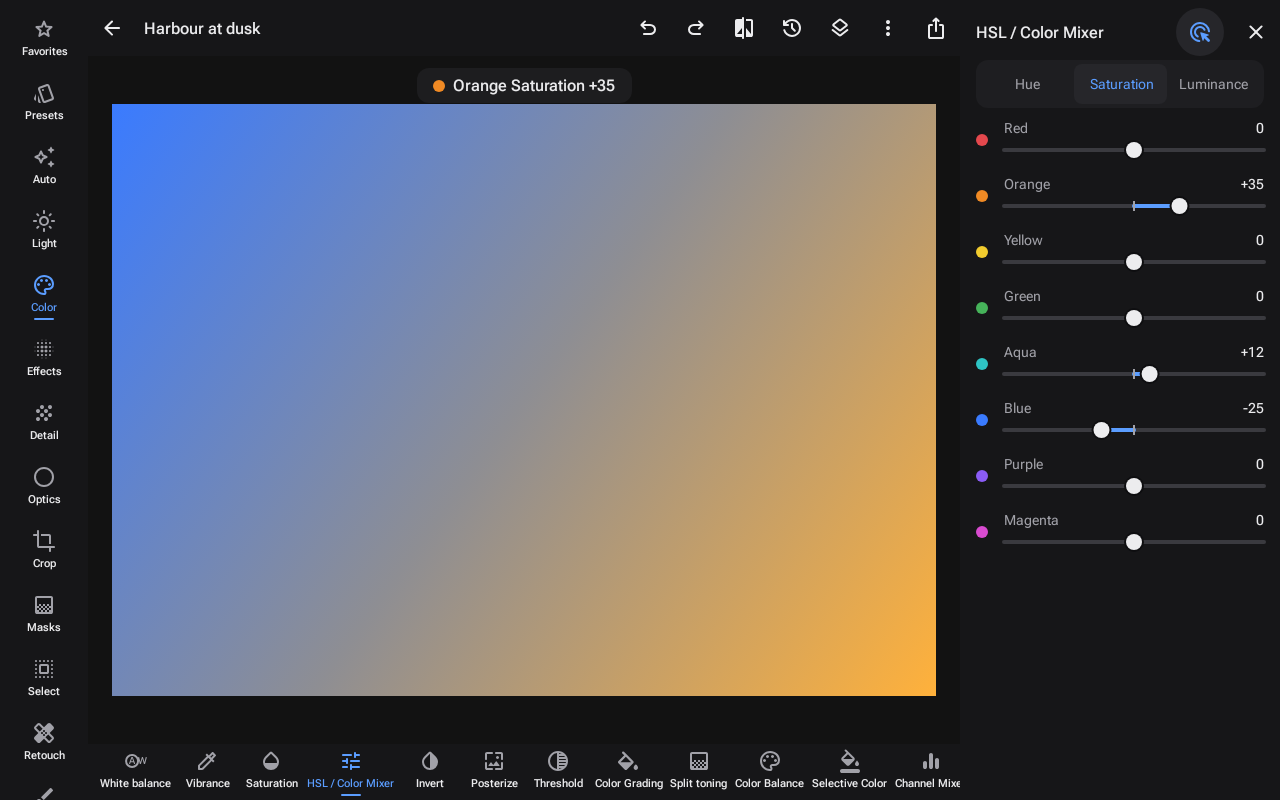 Harbour at dusk
Favorites
Presets
Auto
Light
Color
Effects
Detail
Optics
Crop
Masks
Select
Retouch
Orange Saturation +35
White balance
Vibrance
Saturation
HSL / Color Mixer
Invert
Posterize
Threshold
Color Grading
Split toning
Color Balance
Selective Color
Channel Mixe
HSL / Color Mixer
Hue Saturation Luminance
Red 0
Orange +35
Yellow 0
Green 0
Aqua +12
Blue -25
Purple 0
Magenta 0